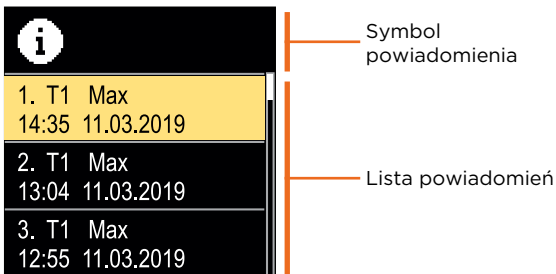 i
Symbol
powiadomienia
1. T1 Max
14:35 11.03.2019
2. T1 Max
13:04 11.03.2019
Lista powiadomień
3. T1 Max
12:55 11.03.2019